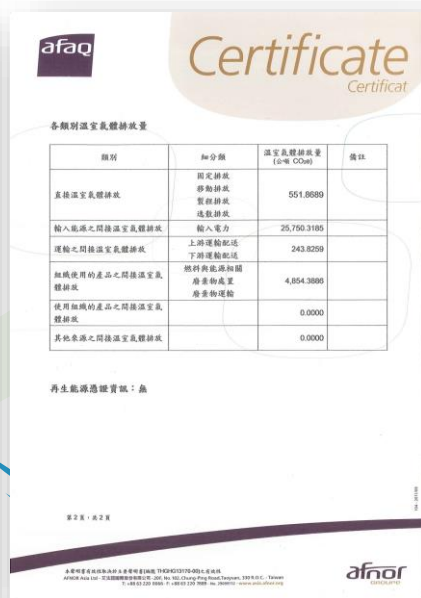 afaq
Certificate
Certificat
各類別溫室氣體排放量
類別 細分類 溫室氣體排放量 備註
(公噸 CO₂e)
直接溫室氣體排放 固定排放 551.8689
移動排放
製程排放
逸散排放
輸入能源之間接溫室氣體排放 輸入電力 25,750.3185
運輸之間接溫室氣體排放 上游運輸配送 243.8259
下游運輸配送
組織使用的產品之間接溫室氣體排放 燃料與能源相關 4,854.3886
廢棄物處置
廢棄物運輸
使用組織的產品之間接溫室氣體排放 0.0000
其他來源之間接溫室氣體排放 0.0000
再生能源憑證資訊：無
第 2 頁，共 2 頁
afnor
GROUPE